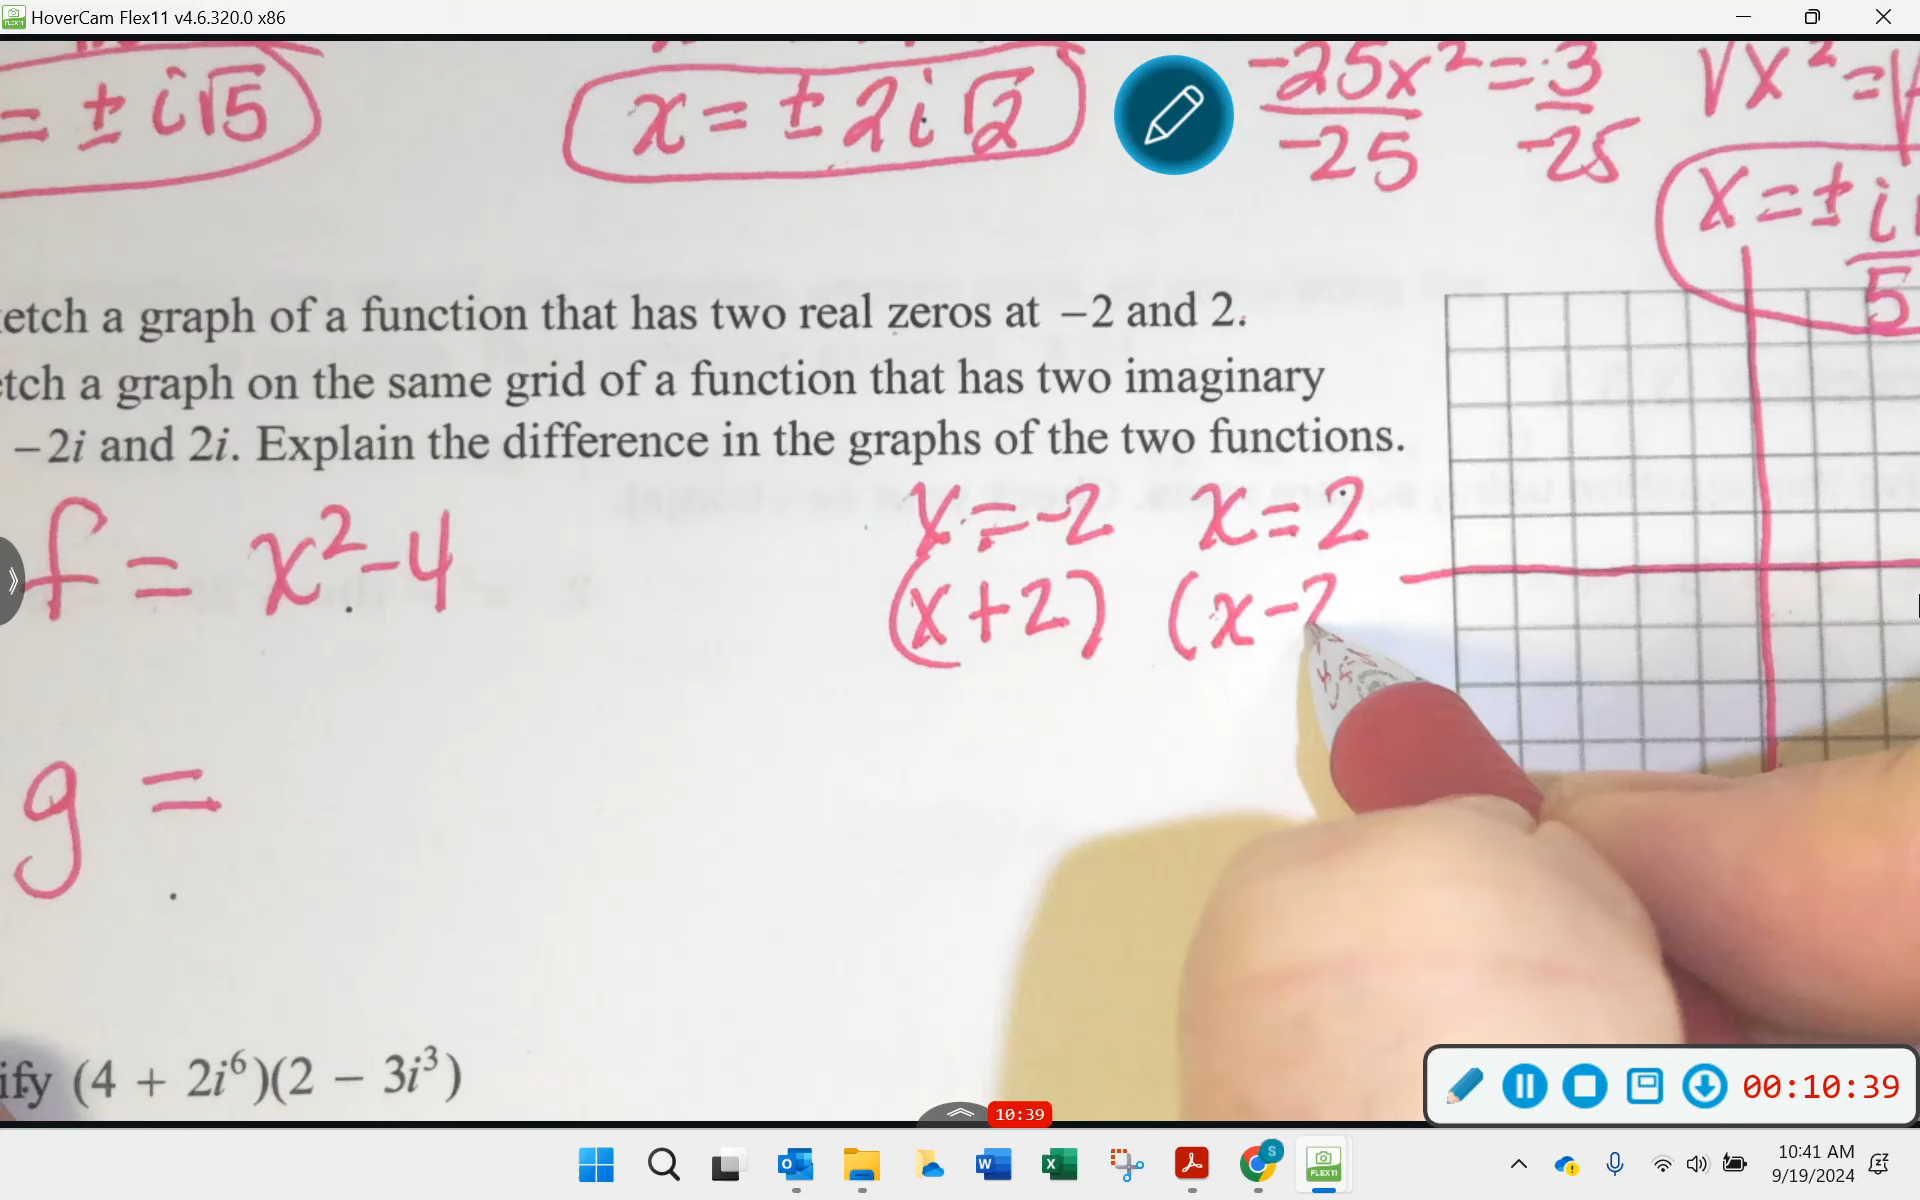 HoverCam Flex11 v4.6.320.0 x86
= ± i√5
x = ± 2i√2
-25x² = -3
-25 -25
√x² = √
x = ± i
5
etch a graph of a function that has two real zeros at −2 and 2.
etch a graph on the same grid of a function that has two imaginary
−2i and 2i. Explain the difference in the graphs of the two functions.
f = x²-4
x = -2 x = 2
(x+2) (x-2
g =
ify (4 + 2i⁶)(2 − 3i³)
00:10:39
10:39
FLEX11
10:41 AM
9/19/2024